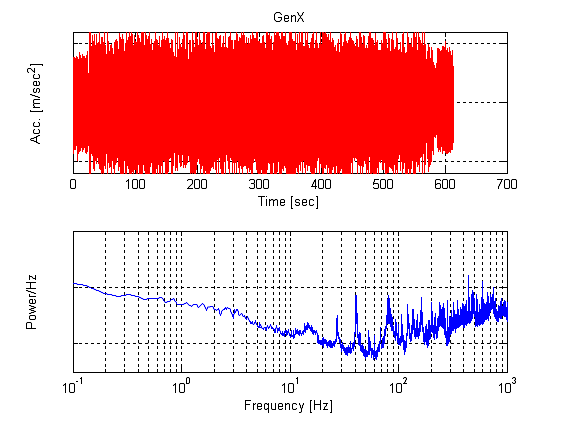 GenX
Acc. [m/sec²]
0 100 200 300 400 500 600 700
Time [sec]
Power/Hz
10⁻¹ 10⁰ 10¹ 10² 10³
Frequency [Hz]